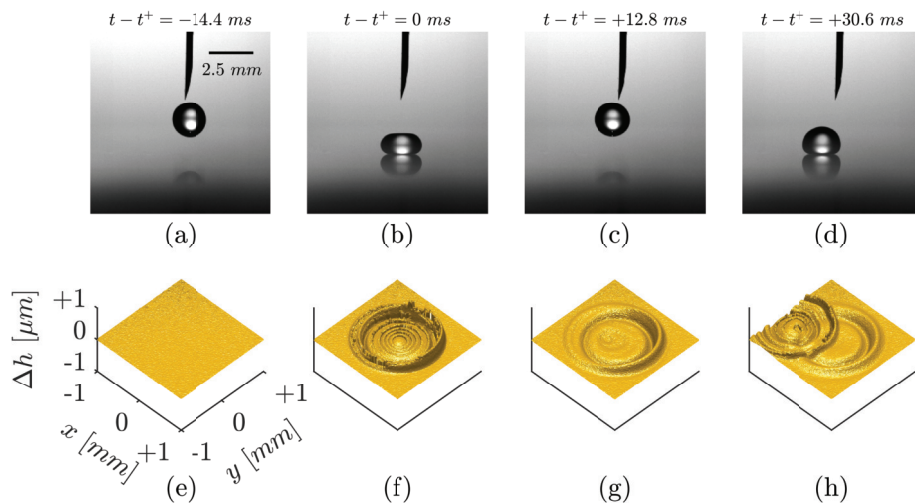 t − t⁺ = −14.4 ms
t − t⁺ = 0 ms
t − t⁺ = +12.8 ms
t − t⁺ = +30.6 ms
2.5 mm
(a)
(b)
(c)
(d)
Δh [μm]
+1
0
-1
-1
0
+1
x [mm]
-1
0
+1
y [mm]
(e)
(f)
(g)
(h)